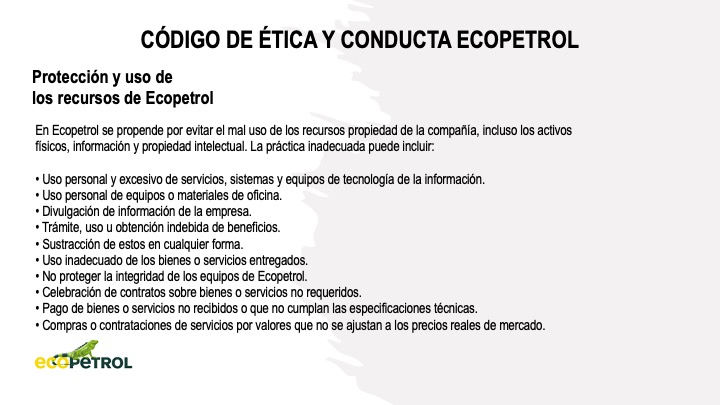 CÓDIGO DE ÉTICA Y CONDUCTA ECOPETROL
Protección y uso de
los recursos de Ecopetrol
En Ecopetrol se propende por evitar el mal uso de los recursos propiedad de la compañía, incluso los activos
físicos, información y propiedad intelectual. La práctica inadecuada puede incluir:
• Uso personal y excesivo de servicios, sistemas y equipos de tecnología de la información.
• Uso personal de equipos o materiales de oficina.
• Divulgación de información de la empresa.
• Trámite, uso u obtención indebida de beneficios.
• Sustracción de estos en cualquier forma.
• Uso inadecuado de los bienes o servicios entregados.
• No proteger la integridad de los equipos de Ecopetrol.
• Celebración de contratos sobre bienes o servicios no requeridos.
• Pago de bienes o servicios no recibidos o que no cumplan las especificaciones técnicas.
• Compras o contrataciones de servicios por valores que no se ajustan a los precios reales de mercado.
ecoPETROL